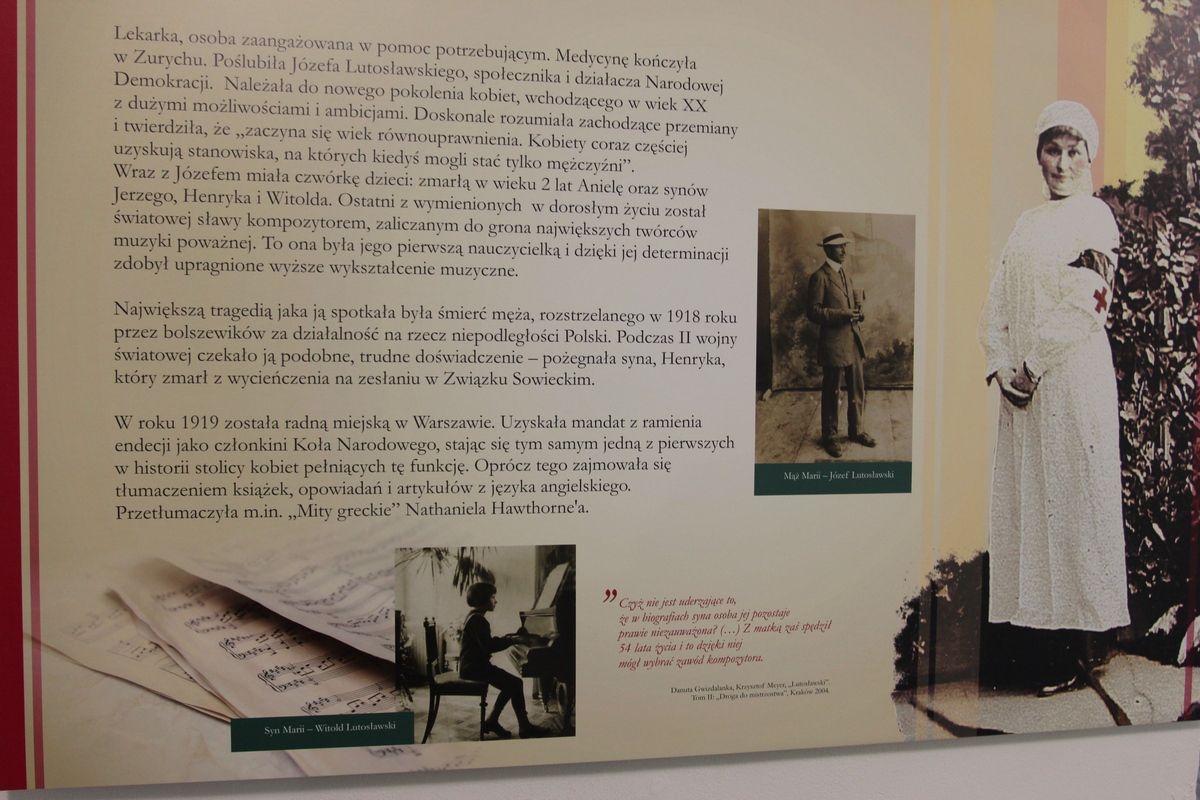 Lekarka, osoba zaangażowana w pomoc potrzebującym. Medycynę kończyła
w Zurychu. Poślubiła Józefa Lutosławskiego, społecznika i działacza Narodowej
Demokracji. Należała do nowego pokolenia kobiet, wchodzącego w wiek XX
z dużymi możliwościami i ambicjami. Doskonale rozumiała zachodzące przemiany
i twierdziła, że „zaczyna się wiek równouprawnienia. Kobiety coraz częściej
uzyskują stanowiska, na których kiedyś mogli stać tylko mężczyźni”.
Wraz z Józefem miała czwórkę dzieci: zmarłą w wieku 2 lat Anielę oraz synów
Jerzego, Henryka i Witolda. Ostatni z wymienionych w dorosłym życiu został
światowej sławy kompozytorem, zaliczanym do grona największych twórców
muzyki poważnej. To ona była jego pierwszą nauczycielką i dzięki jej determinacji
zdobył upragnione wyższe wykształcenie muzyczne.
Największą tragedią jaka ją spotkała była śmierć męża, rozstrzelanego w 1918 roku
przez bolszewików za działalność na rzecz niepodległości Polski. Podczas II wojny
światowej czekało ją podobne, trudne doświadczenie – pożegnała syna, Henryka,
który zmarł z wycieńczenia na zesłaniu w Związku Sowieckim.
W roku 1919 została radną miejską w Warszawie. Uzyskała mandat z ramienia
endecji jako członkini Koła Narodowego, stając się tym samym jedną z pierwszych
w historii stolicy kobiet pełniących tę funkcję. Oprócz tego zajmowała się
tłumaczeniem książek, opowiadań i artykułów z języka angielskiego.
Przetłumaczyła m.in. „Mity greckie” Nathaniela Hawthorne'a.
Mąż Marii – Józef Lutosławski
Syn Marii – Witold Lutosławski
” Czyż nie jest uderzające to,
że w biografiach syna osoba jej pozostaje
prawie niezauważona? (…) Z matką zaś spędził
54 lata życia i to dzięki niej
mógł wybrać zawód kompozytora.
Danuta Gwizdalanka, Krzysztof Meyer, „Lutosławski”.
Tom II: „Droga do mistrzostwa”, Kraków 2004.